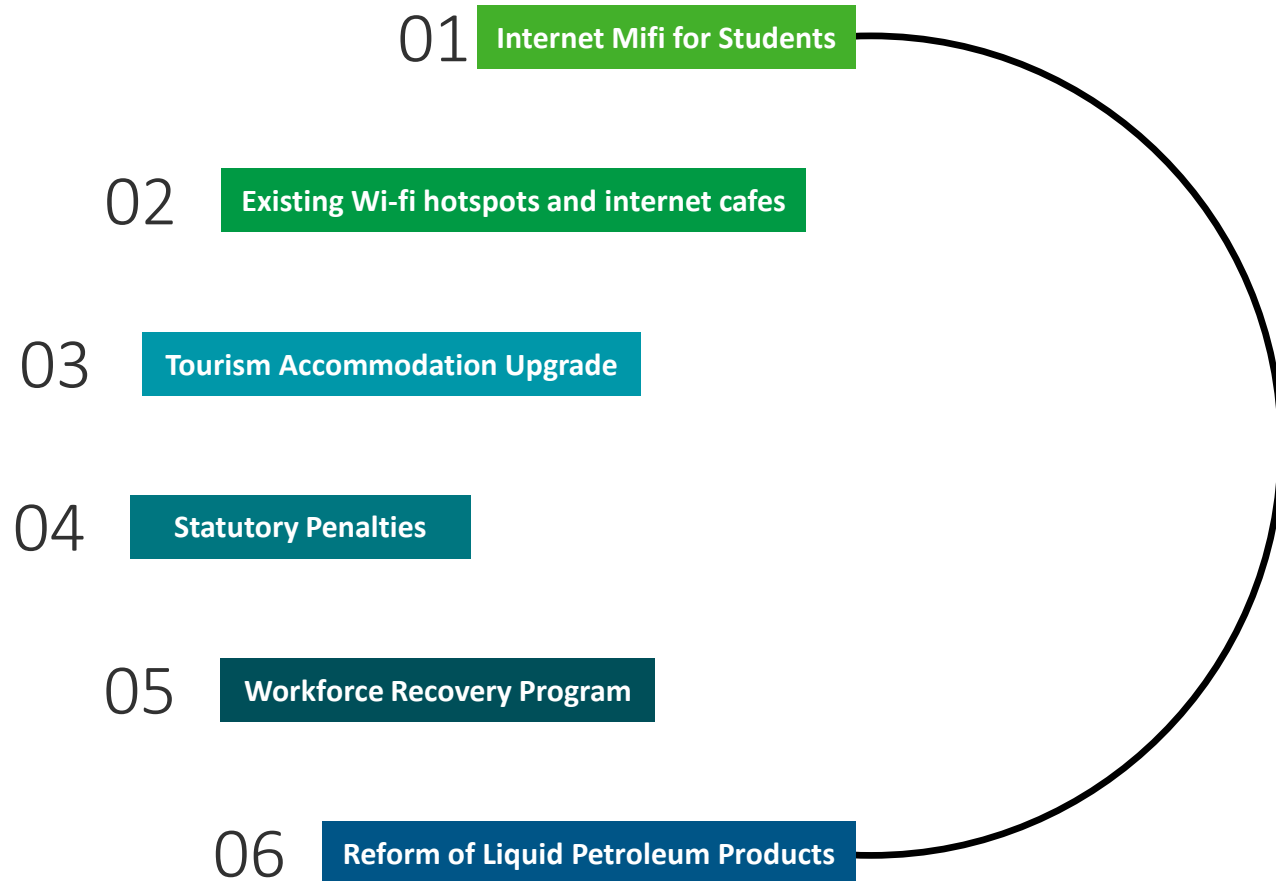 01 Internet Mifi for Students
02 Existing Wi-fi hotspots and internet cafes
03 Tourism Accommodation Upgrade
04 Statutory Penalties
05 Workforce Recovery Program
06 Reform of Liquid Petroleum Products